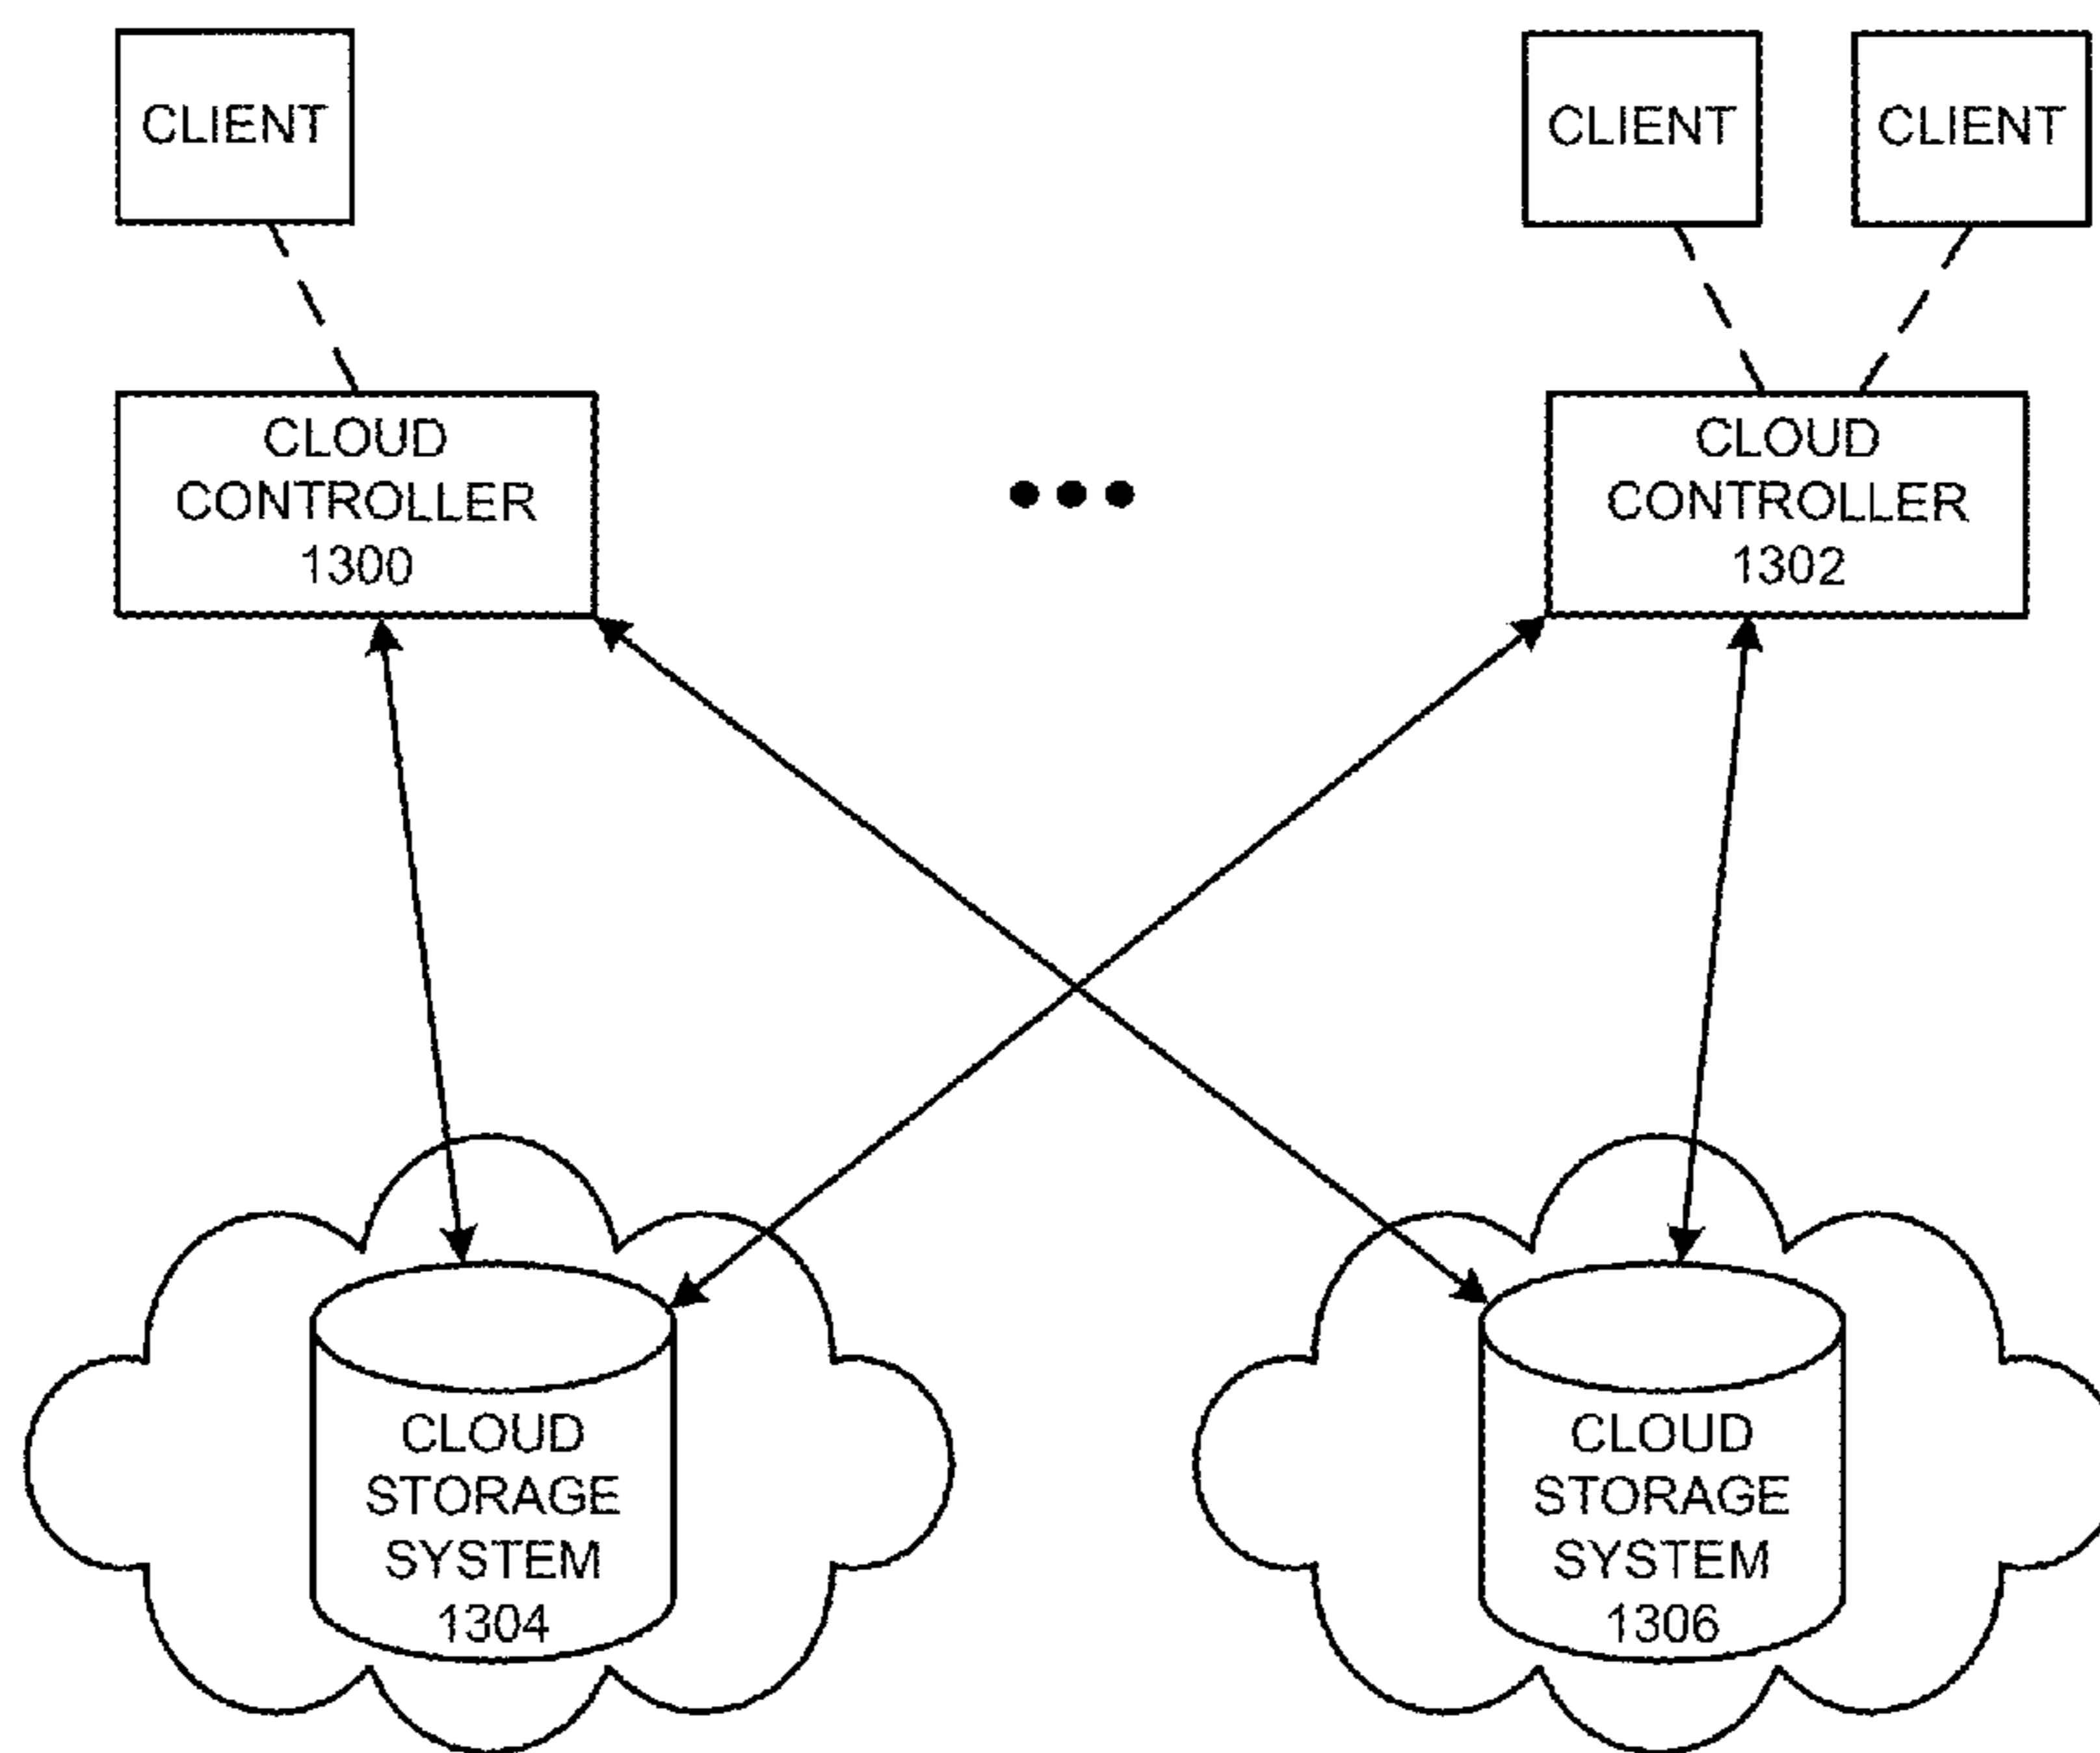 CLIENT
CLIENT
CLIENT
CLOUD
CONTROLLER
1300
CLOUD
CONTROLLER
1302
CLOUD
STORAGE
SYSTEM
1304
CLOUD
STORAGE
SYSTEM
1306